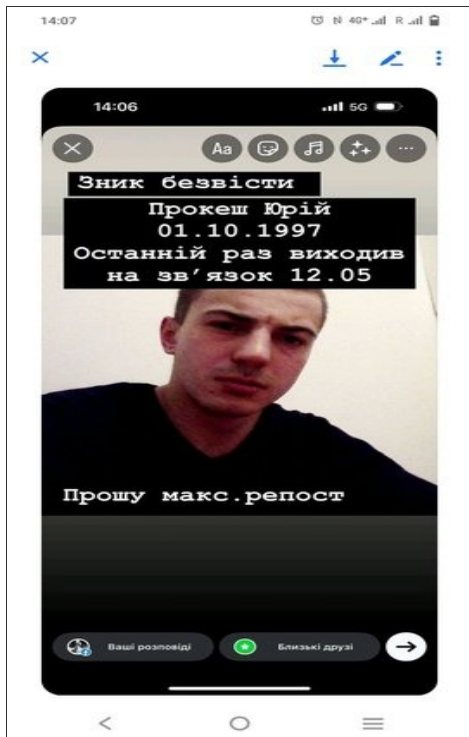 14:07
4G+ R
14:06
5G
Aa
Зник безвісти
Прокеш Юрій
01.10.1997
Останній раз виходив
на зв'язок 12.05
Прошу макс.репост
Ваші розповіді
Близькі друзі